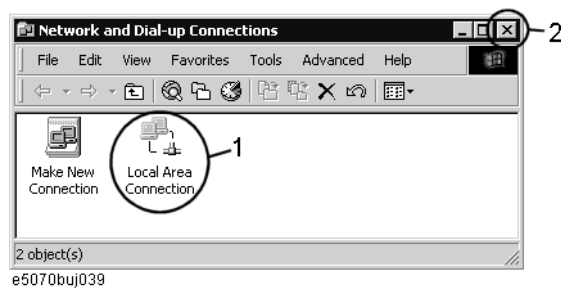 Network and Dial-up Connections
2
File Edit View Favorites Tools Advanced Help
1
Make New Connection
Local Area Connection
2 object(s)
e5070buj039